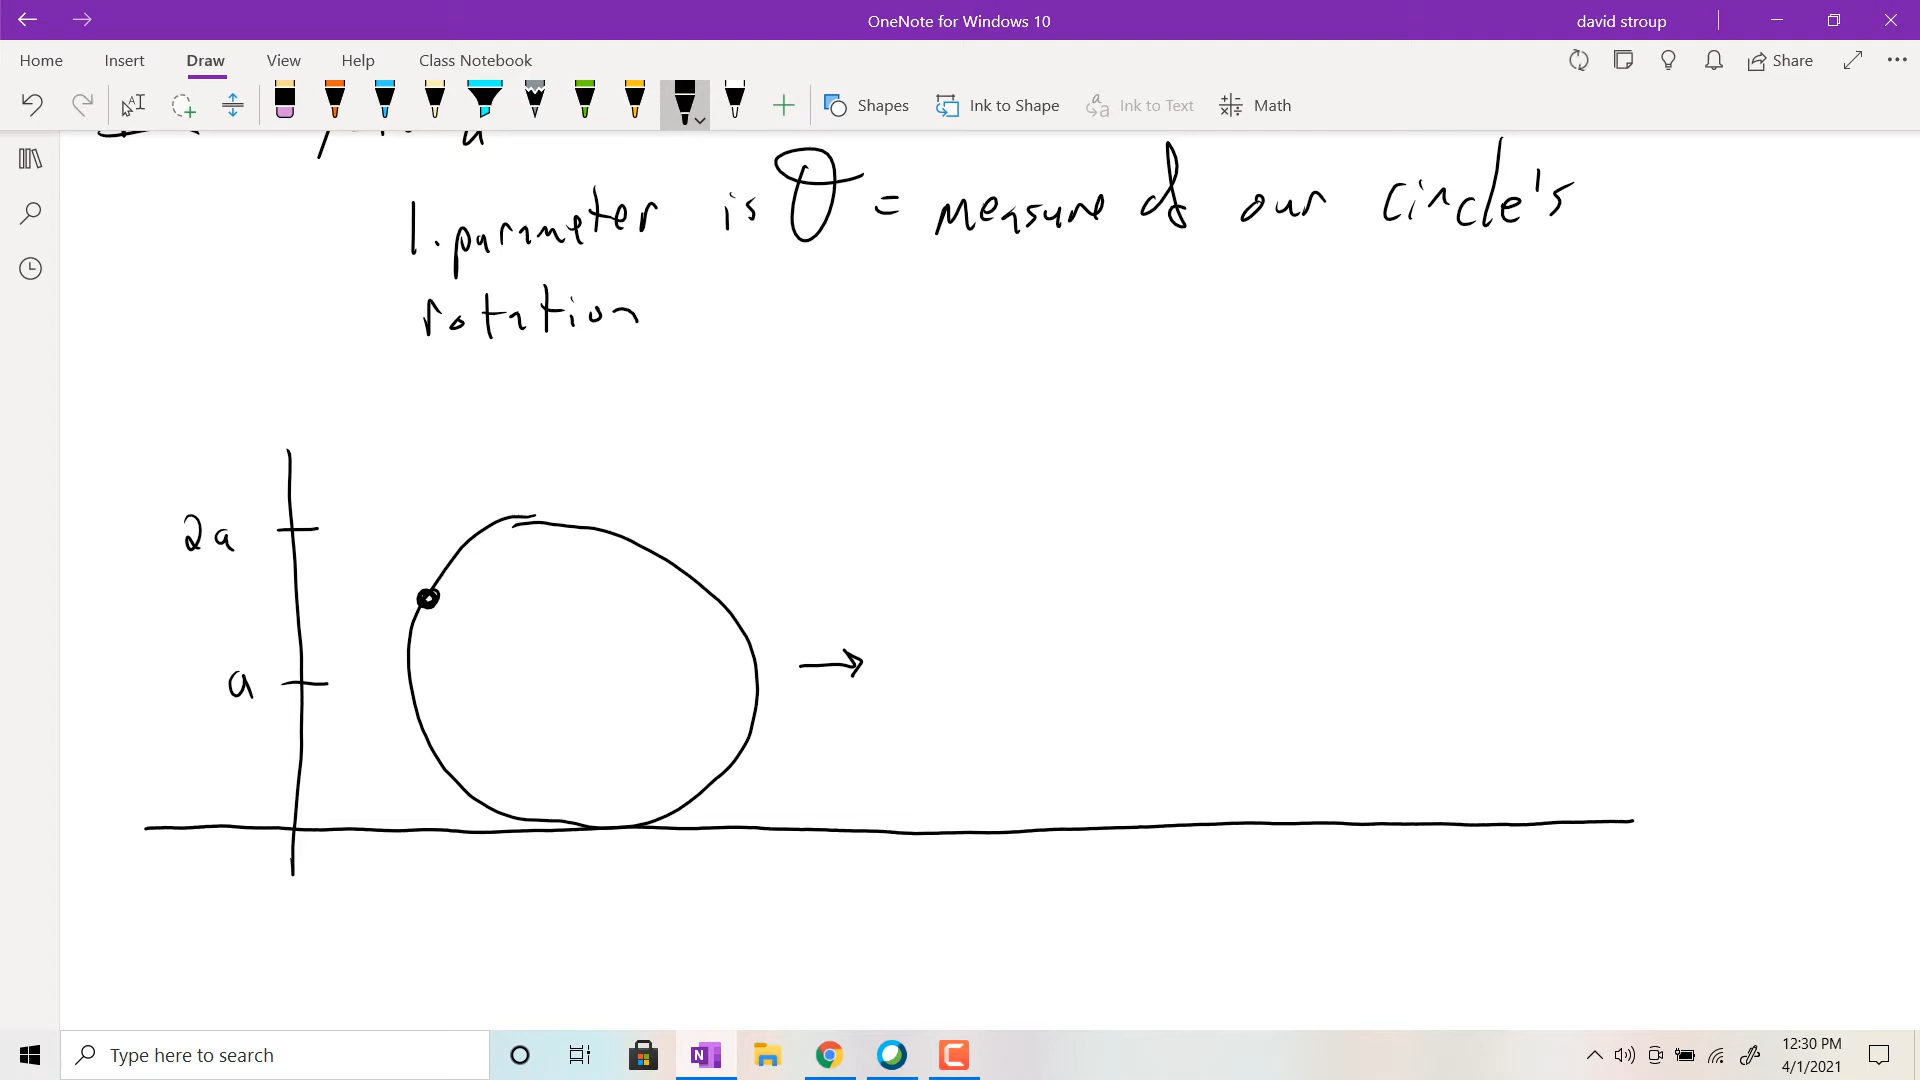 OneNote for Windows 10
david stroup
Home Insert Draw View Help Class Notebook
Share
Shapes Ink to Shape Ink to Text Math
a
1. parameter is θ = measure of our circle's
rotation
2a
a
Type here to search
12:30 PM
4/1/2021